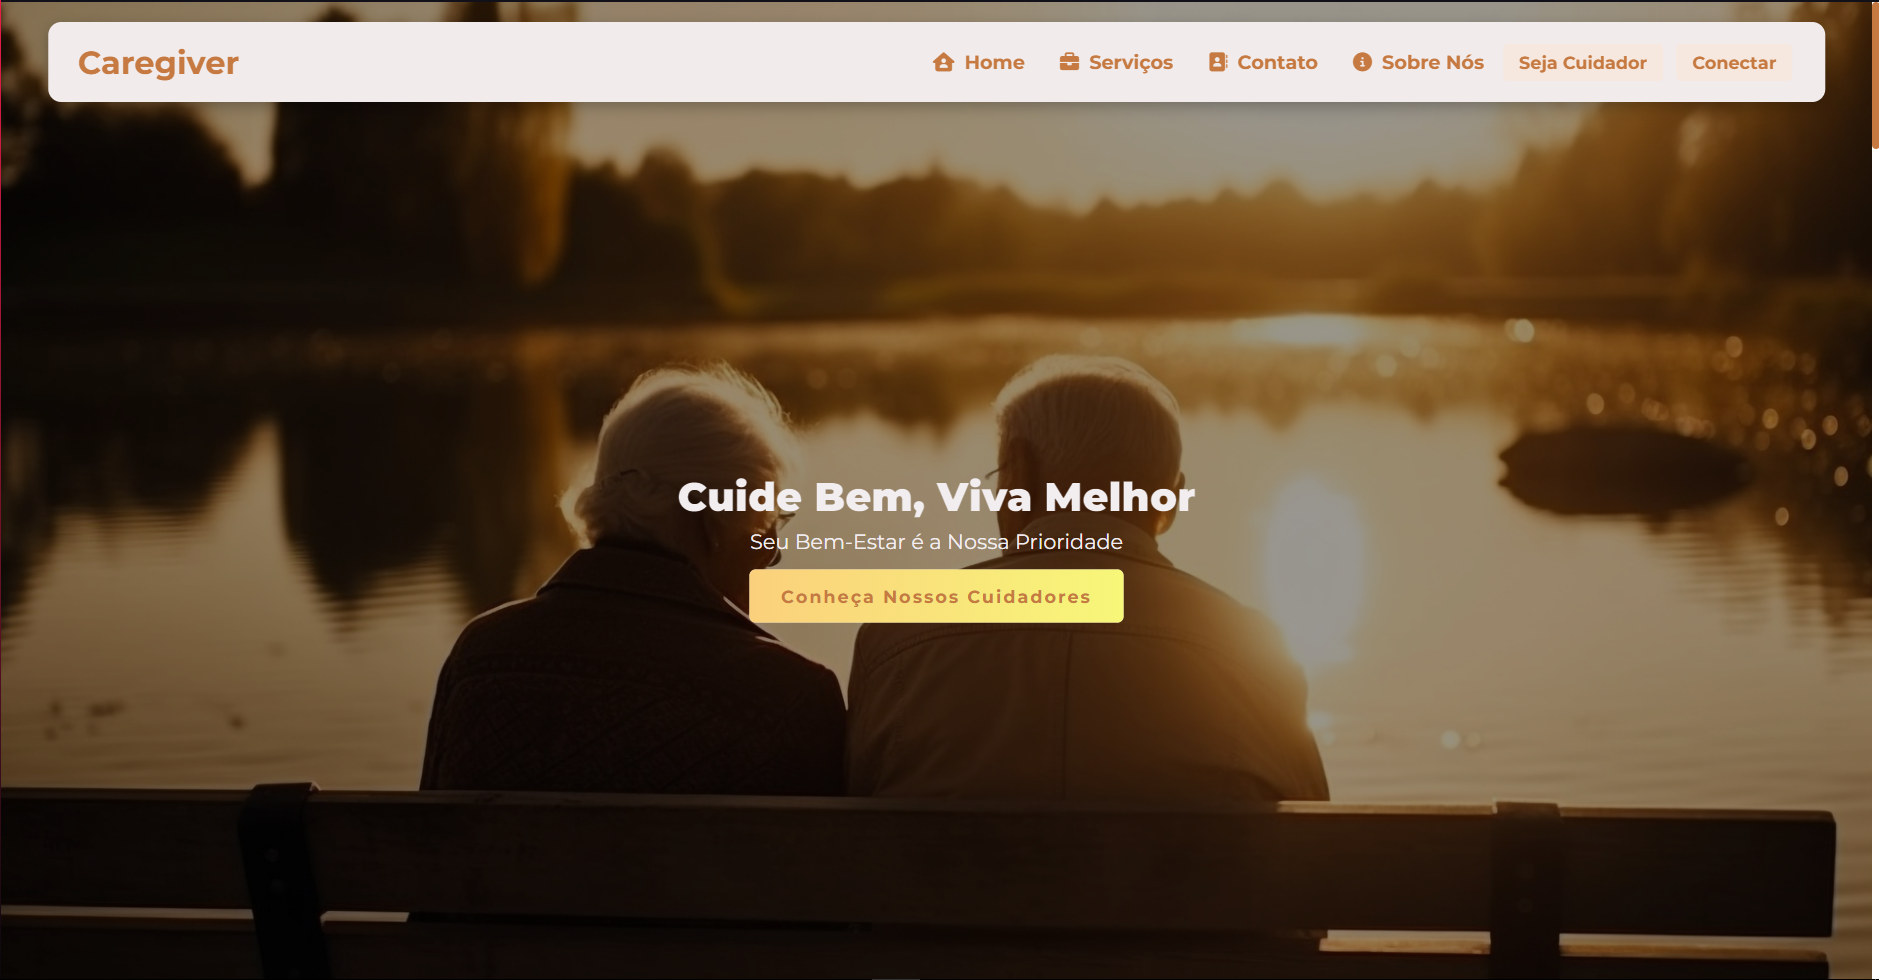 Caregiver
Home Serviços Contato Sobre Nós Seja Cuidador Conectar
Cuide Bem, Viva Melhor
Seu Bem-Estar é a Nossa Prioridade
Conheça Nossos Cuidadores